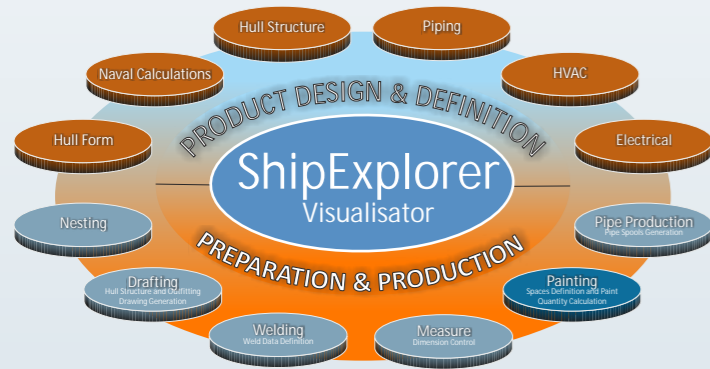 Hull Structure
Piping
Naval Calculations
HVAC
Hull Form
Electrical
PRODUCT DESIGN & DEFINITION
ShipExplorer
Visualisator
PREPARATION & PRODUCTION
Nesting
Pipe Production
Pipe Spools Generation
Drafting
Hull Structure and Outfitting
Drawing Generation
Painting
Spaces Definition and Paint
Quantity Calculation
Welding
Weld Data Definition
Measure
Dimension Control